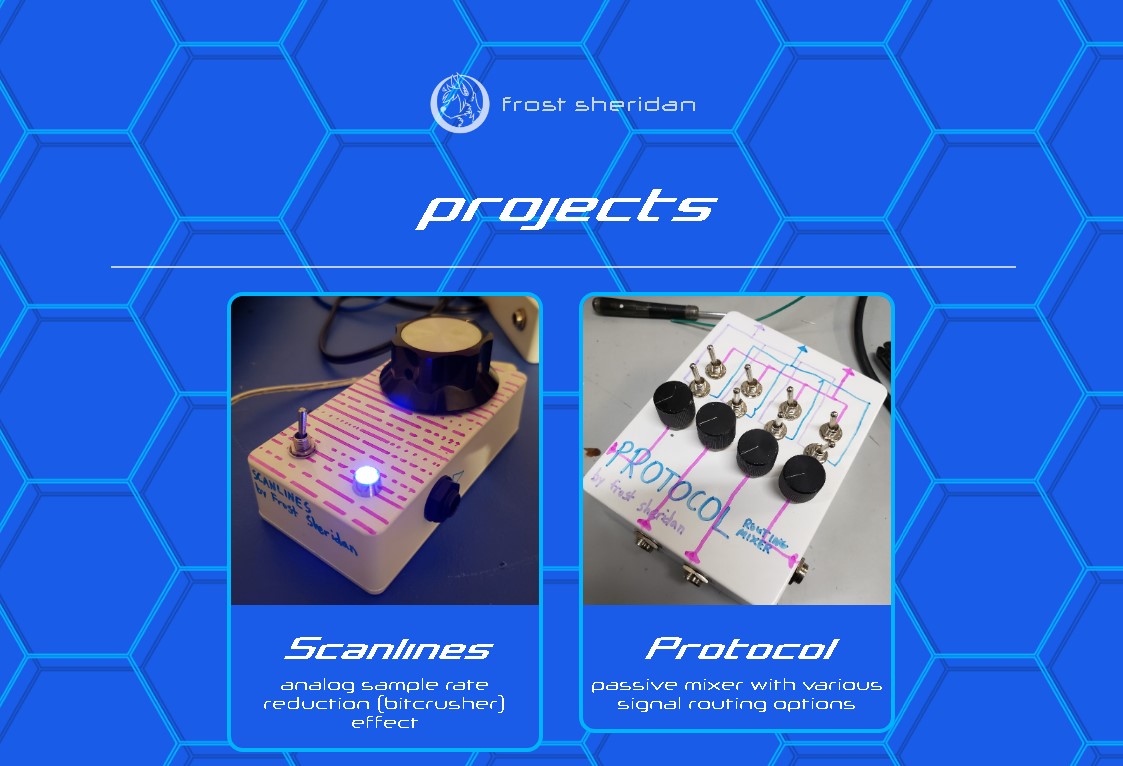 frost sheridan
projects
SCANLINES
by Frost Sheridan
PROTOCOL
by frost sheridan
ROUTING
MIXER
Scanlines
analog sample rate
reduction (bitcrusher)
effect
Protocol
passive mixer with various
signal routing options